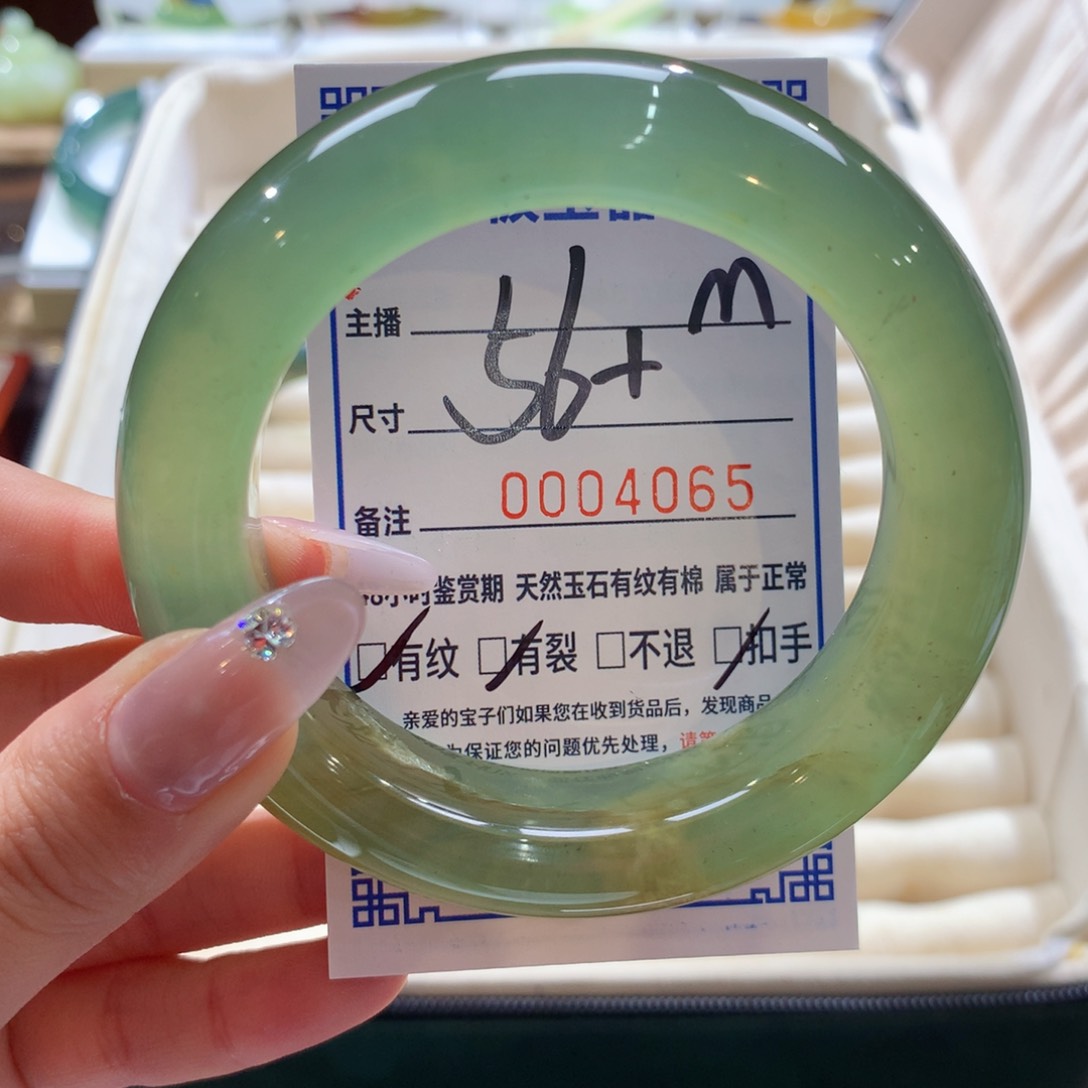 主播 m
尺寸 56+
0004065
备注
鉴赏期 天然玉石有纹有棉 属于正常
□有纹 □有裂 □不退 □扣手
亲爱的宝子们如果您在收到货品后，发现商品
为保证您的问题优先处理，请